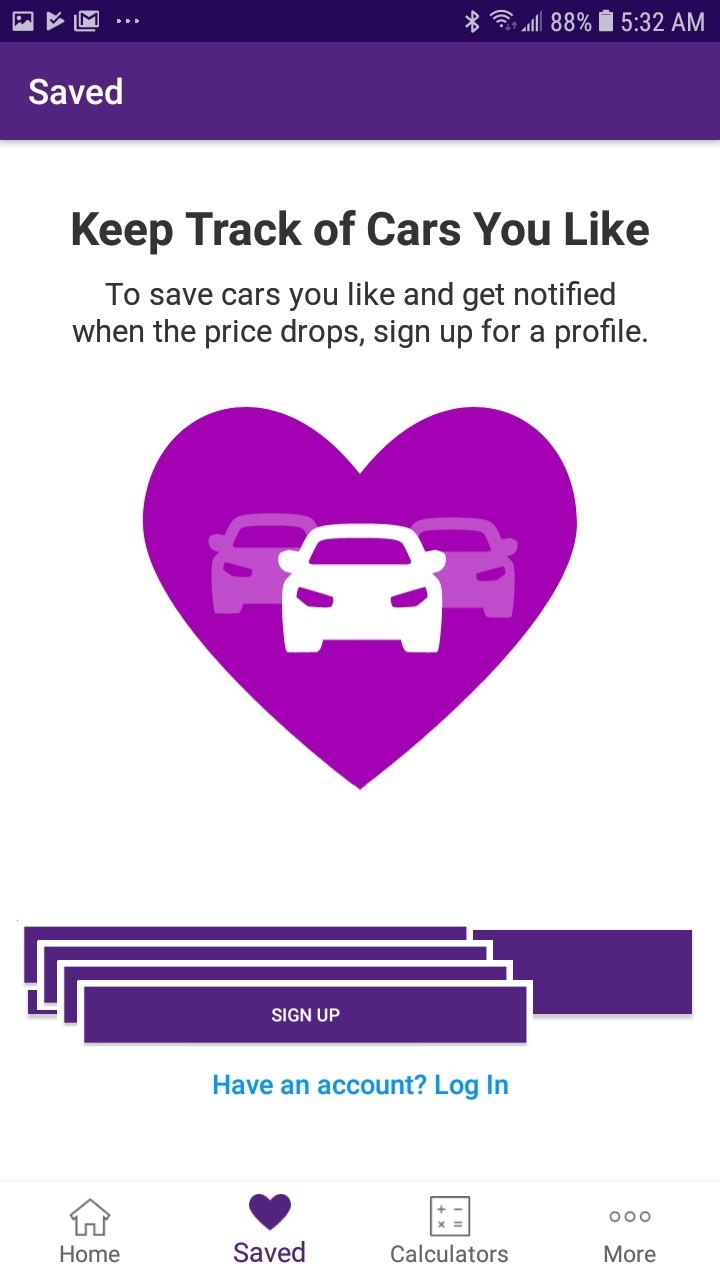 88% 5:32 AM
Saved
Keep Track of Cars You Like
To save cars you like and get notified
when the price drops, sign up for a profile.
SIGN UP
Have an account? Log In
Home Saved Calculators More